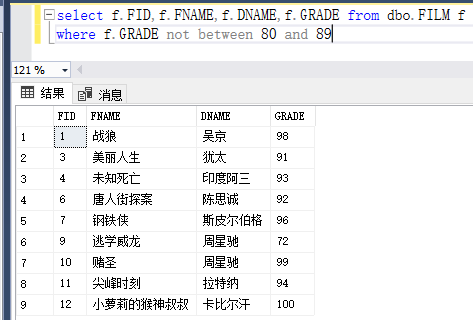 select f.FID,f.FNAME,f.DNAME,f.GRADE from dbo.FILM f
where f.GRADE not between 80 and 89
121 %
结果 消息
FID FNAME DNAME GRADE
1 1 战狼 吴京 98
2 3 美丽人生 犹太 91
3 4 未知死亡 印度阿三 93
4 6 唐人街探案 陈思诚 92
5 7 钢铁侠 斯皮尔伯格 96
6 9 逃学威龙 周星驰 72
7 10 赌圣 周星驰 99
8 11 尖峰时刻 拉特纳 94
9 12 小萝莉的猴神叔叔 卡比尔汗 100